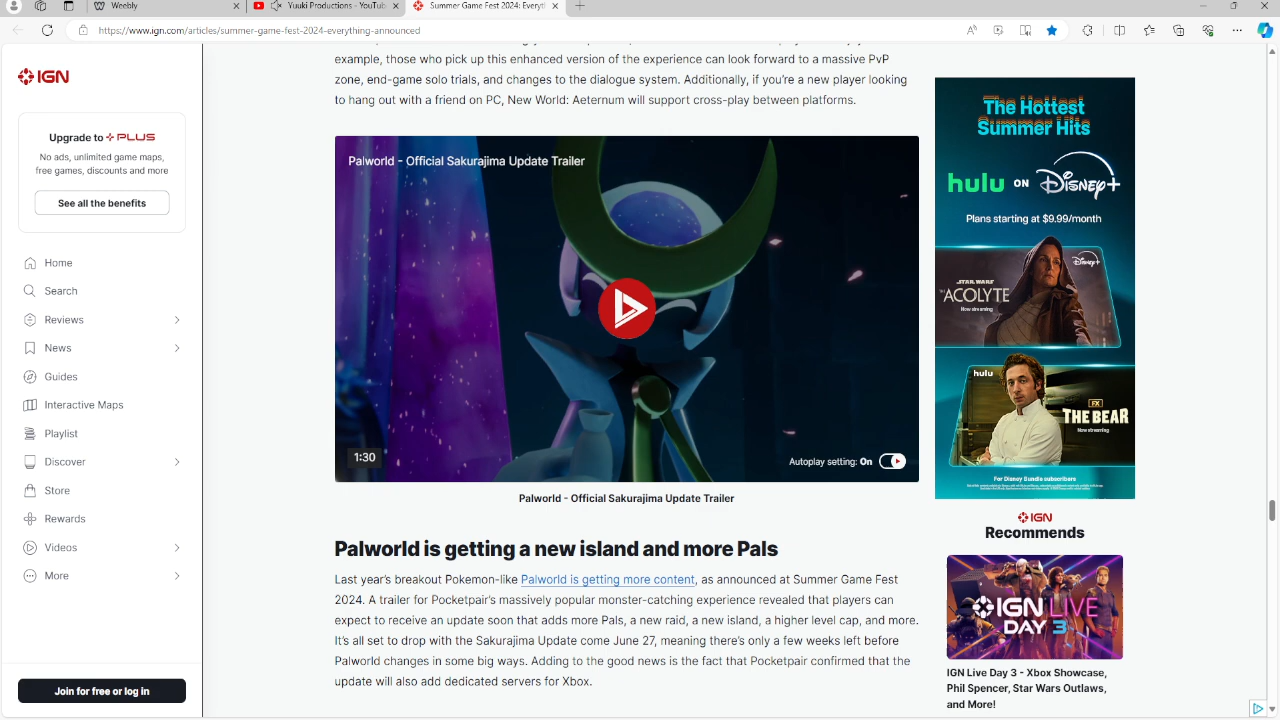 Weebly
Yuuki Productions - YouTub
Summer Game Fest 2024: Everyt
https://www.ign.com/articles/summer-game-fest-2024-everything-announced
IGN
Upgrade to PLUS
No ads, unlimited game maps,
free games, discounts and more
See all the benefits
Home
Search
Reviews
News
Guides
Interactive Maps
Playlist
Discover
Store
Rewards
Videos
More
Join for free or log in
example, those who pick up this enhanced version of the experience can look forward to a massive PvP
zone, end-game solo trials, and changes to the dialogue system. Additionally, if you're a new player looking
to hang out with a friend on PC, New World: Aeternum will support cross-play between platforms.
Palworld - Official Sakurajima Update Trailer
1:30
Autoplay setting: On
Palworld - Official Sakurajima Update Trailer
Palworld is getting a new island and more Pals
Last year's breakout Pokemon-like Palworld is getting more content, as announced at Summer Game Fest
2024. A trailer for Pocketpair's massively popular monster-catching experience revealed that players can
expect to receive an update soon that adds more Pals, a new raid, a new island, a higher level cap, and more.
It's all set to drop with the Sakurajima Update come June 27, meaning there's only a few weeks left before
Palworld changes in some big ways. Adding to the good news is the fact that Pocketpair confirmed that the
update will also add dedicated servers for Xbox.
The Hottest
Summer Hits
hulu ON Disney+
Plans starting at $9.99/month
Disney+
STAR WARS
THE ACOLYTE
Now streaming
hulu
FX
THE BEAR
Now streaming
For Disney Bundle subscribers
IGN
Recommends
IGN LIVE
DAY 3
IGN Live Day 3 - Xbox Showcase,
Phil Spencer, Star Wars Outlaws,
and More!